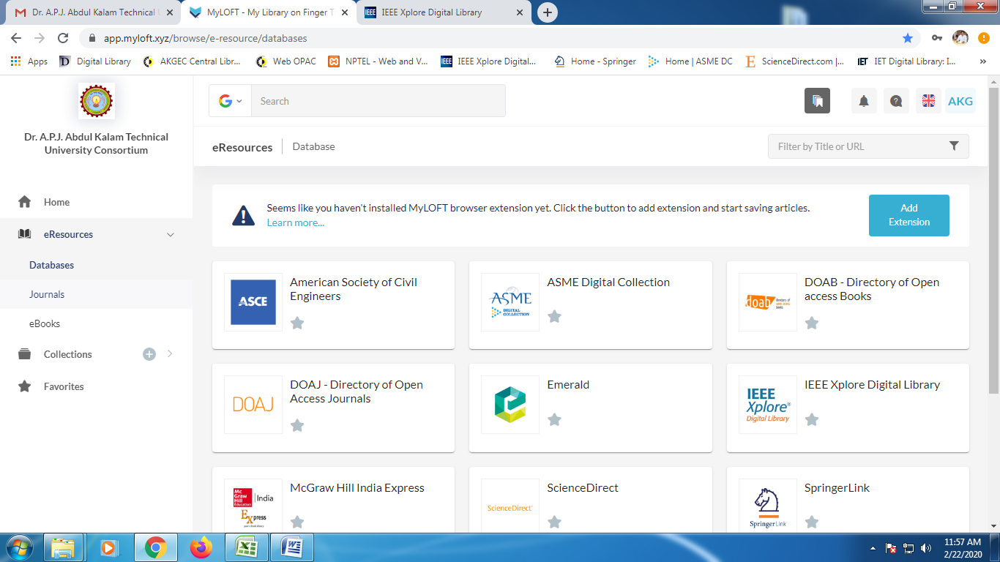 Dr. A.P.J. Abdul Kalam Technical U
MyLOFT - My Library on Finger T
IEEE Xplore Digital Library
app.myloft.xyz/browse/e-resource/databases
Apps
Digital Library
AKGEC Central Libr...
Web OPAC
NPTEL - Web and V...
IEEE Xplore Digital...
Home - Springer
Home | ASME DC
ScienceDirect.com |...
IET Digital Library: I...
»
Dr. A.P.J. Abdul Kalam Technical
University Consortium
Home
eResources
Databases
Journals
eBooks
Collections
Favorites
Search
AKG
eResources
Database
Filter by Title or URL
Seems like you haven't installed MyLOFT browser extension yet. Click the button to add extension and start saving articles.
Learn more...
Add
Extension
ASCE
American Society of Civil
Engineers
ASME
DIGITAL
COLLECTION
ASME Digital Collection
doab
directory of
open access
books
DOAB - Directory of Open
access Books
DOAJ
DOAJ - Directory of Open
Access Journals
Emerald
IEEE
Xplore®
Digital Library
IEEE Xplore Digital Library
Mc
Graw
Hill
Education
India
Express
your e-book library
McGraw Hill India Express
ScienceDirect
ScienceDirect
Springer Link
SpringerLink
11:57 AM
2/22/2020